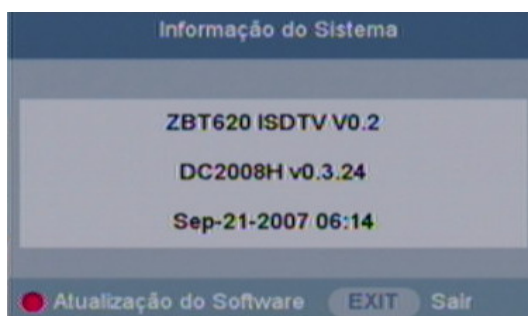 Informação do Sistema
ZBT620 ISDTV V0.2
DC2008H v0.3.24
Sep-21-2007 06:14
Atualização do Software EXIT Sair